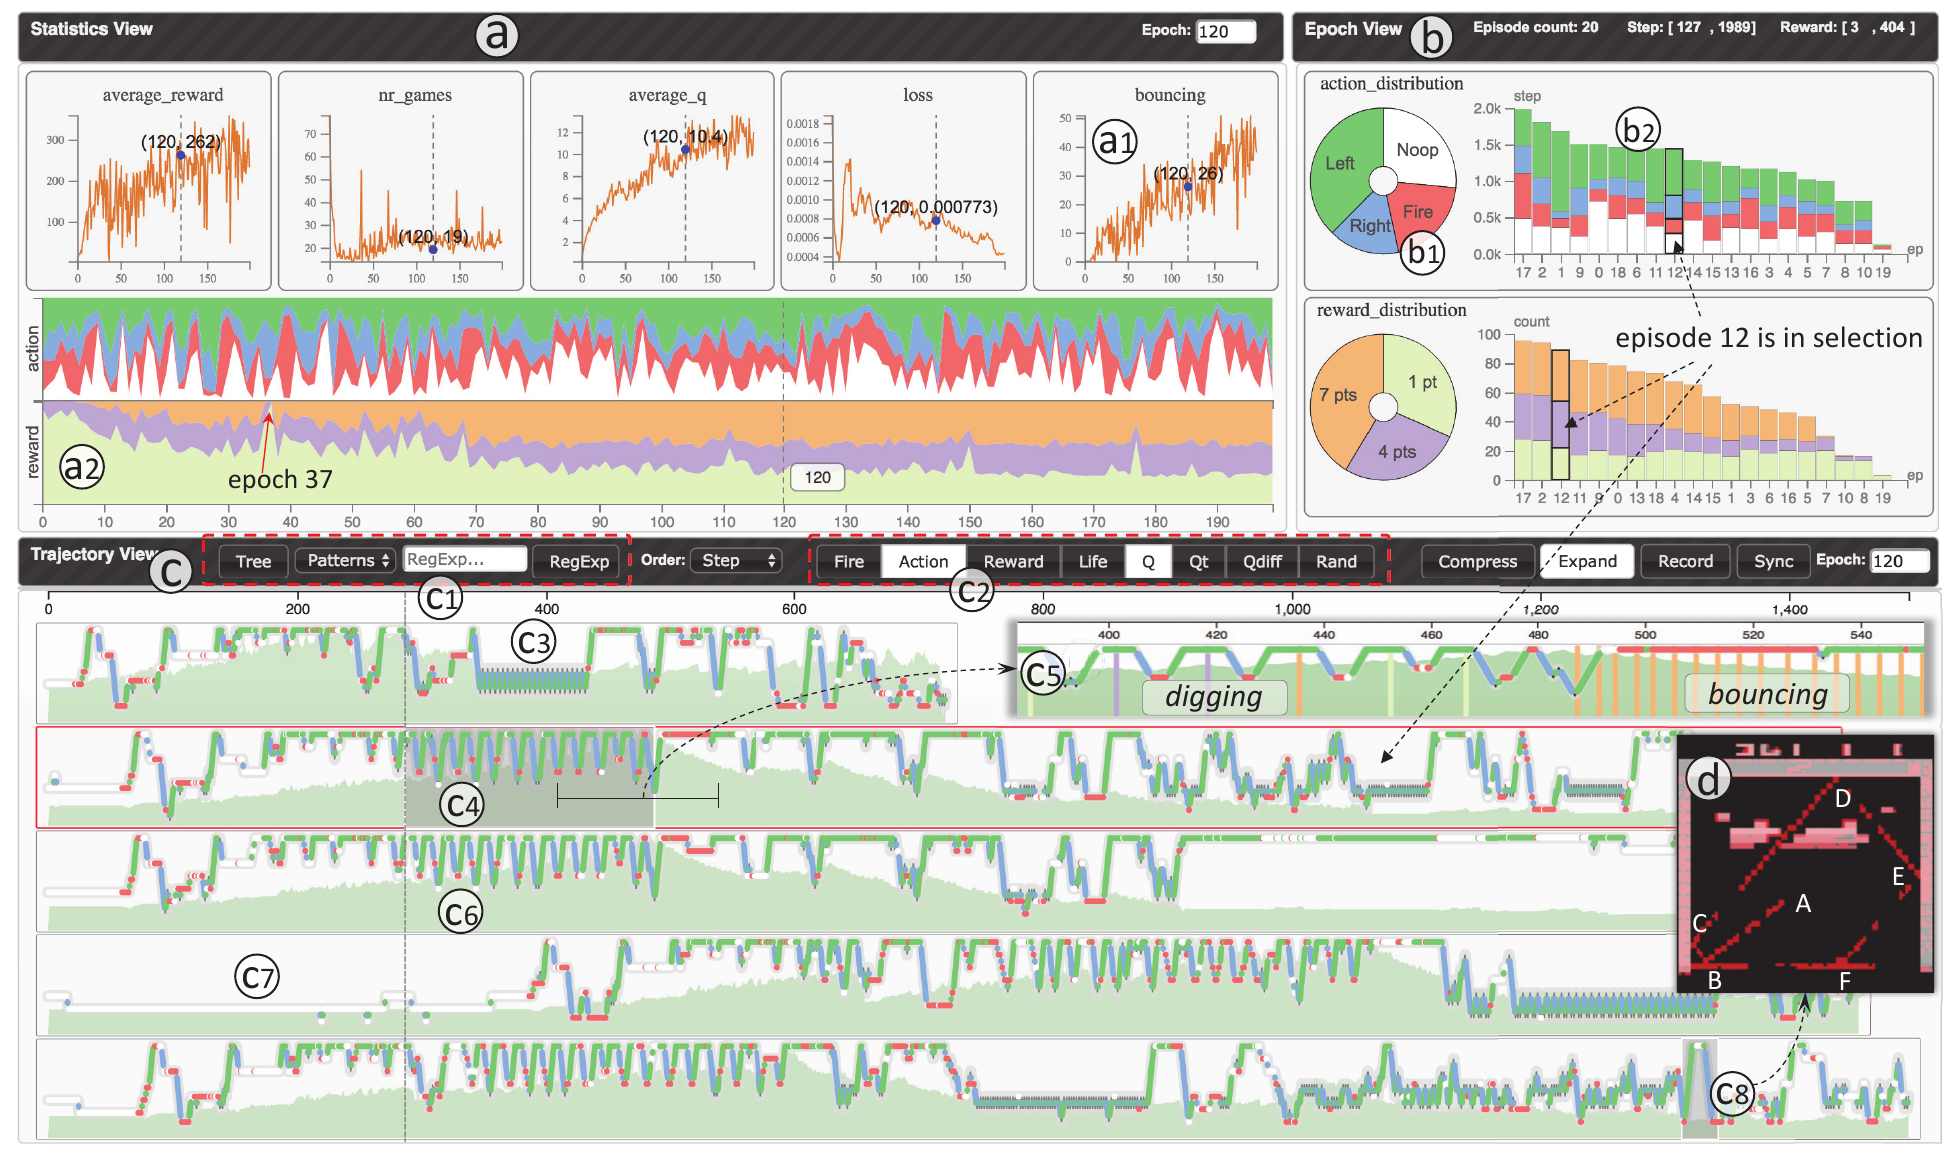 Statistics View
a
Epoch: 120
Epoch View
b
Episode count: 20
Step: [ 127 , 1989]
Reward: [ 3 , 404 ]
average_reward
300
200
100
(120, 262)
0 50 100 150
nr_games
70
60
50
40
30
20
(120, 19)
0 50 100 150
average_q
12
10
8
6
4
2
(120, 10.4)
0 50 100 150
loss
0.0018
0.0016
0.0014
0.0012
0.0010
0.0008
0.0006
0.0004
(120, 0.000773)
0 50 100 150
bouncing
50
40
30
20
10
0
a1
(120, 26)
0 50 100 150
action_distribution
Left
Noop
Fire
Right
b1
step
2.0k
1.5k
1.0k
0.5k
0.0k
b2
ep
17 2 1 9 0 18 6 11 12 14 15 13 16 3 4 5 7 8 10 19
action
reward
a2
epoch 37
120
0 10 20 30 40 50 60 70 80 90 100 110 120 130 140 150 160 170 180 190
reward_distribution
7 pts
1 pt
4 pts
count
100
80
60
40
20
0
episode 12 is in selection
ep
17 2 12 11 9 0 13 18 4 14 15 1 3 6 16 5 7 10 8 19
Trajectory View
c
Tree
Patterns
RegExp...
RegExp
Order: Step
Fire
Action
Reward
Life
Q
Qt
Qdiff
Rand
Compress
Expand
Record
Sync
Epoch: 120
c1
c2
0 200 400 600 800 1,000 1,200 1,400
c3
c5
400 420 440 460 480 500 520 540
digging
bouncing
c4
c6
c7
c8
d
D
E
A
C
B
F